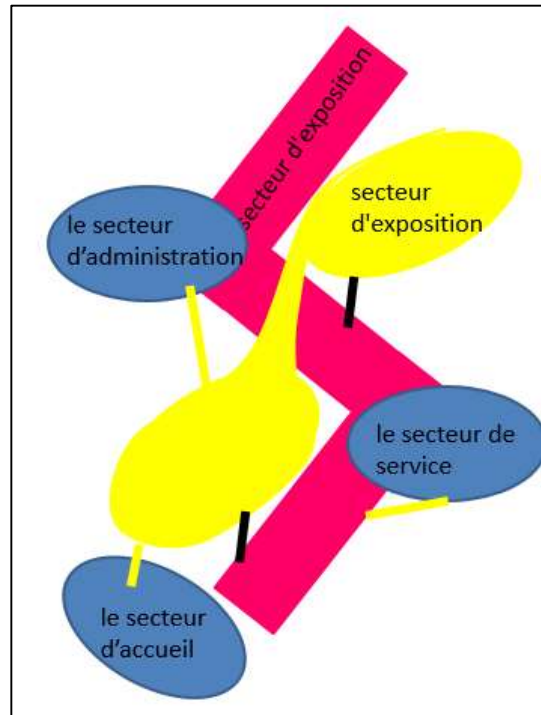 secteur d'exposition
secteur
d'exposition
le secteur
d'administration
le secteur de
service
le secteur
d'accueil